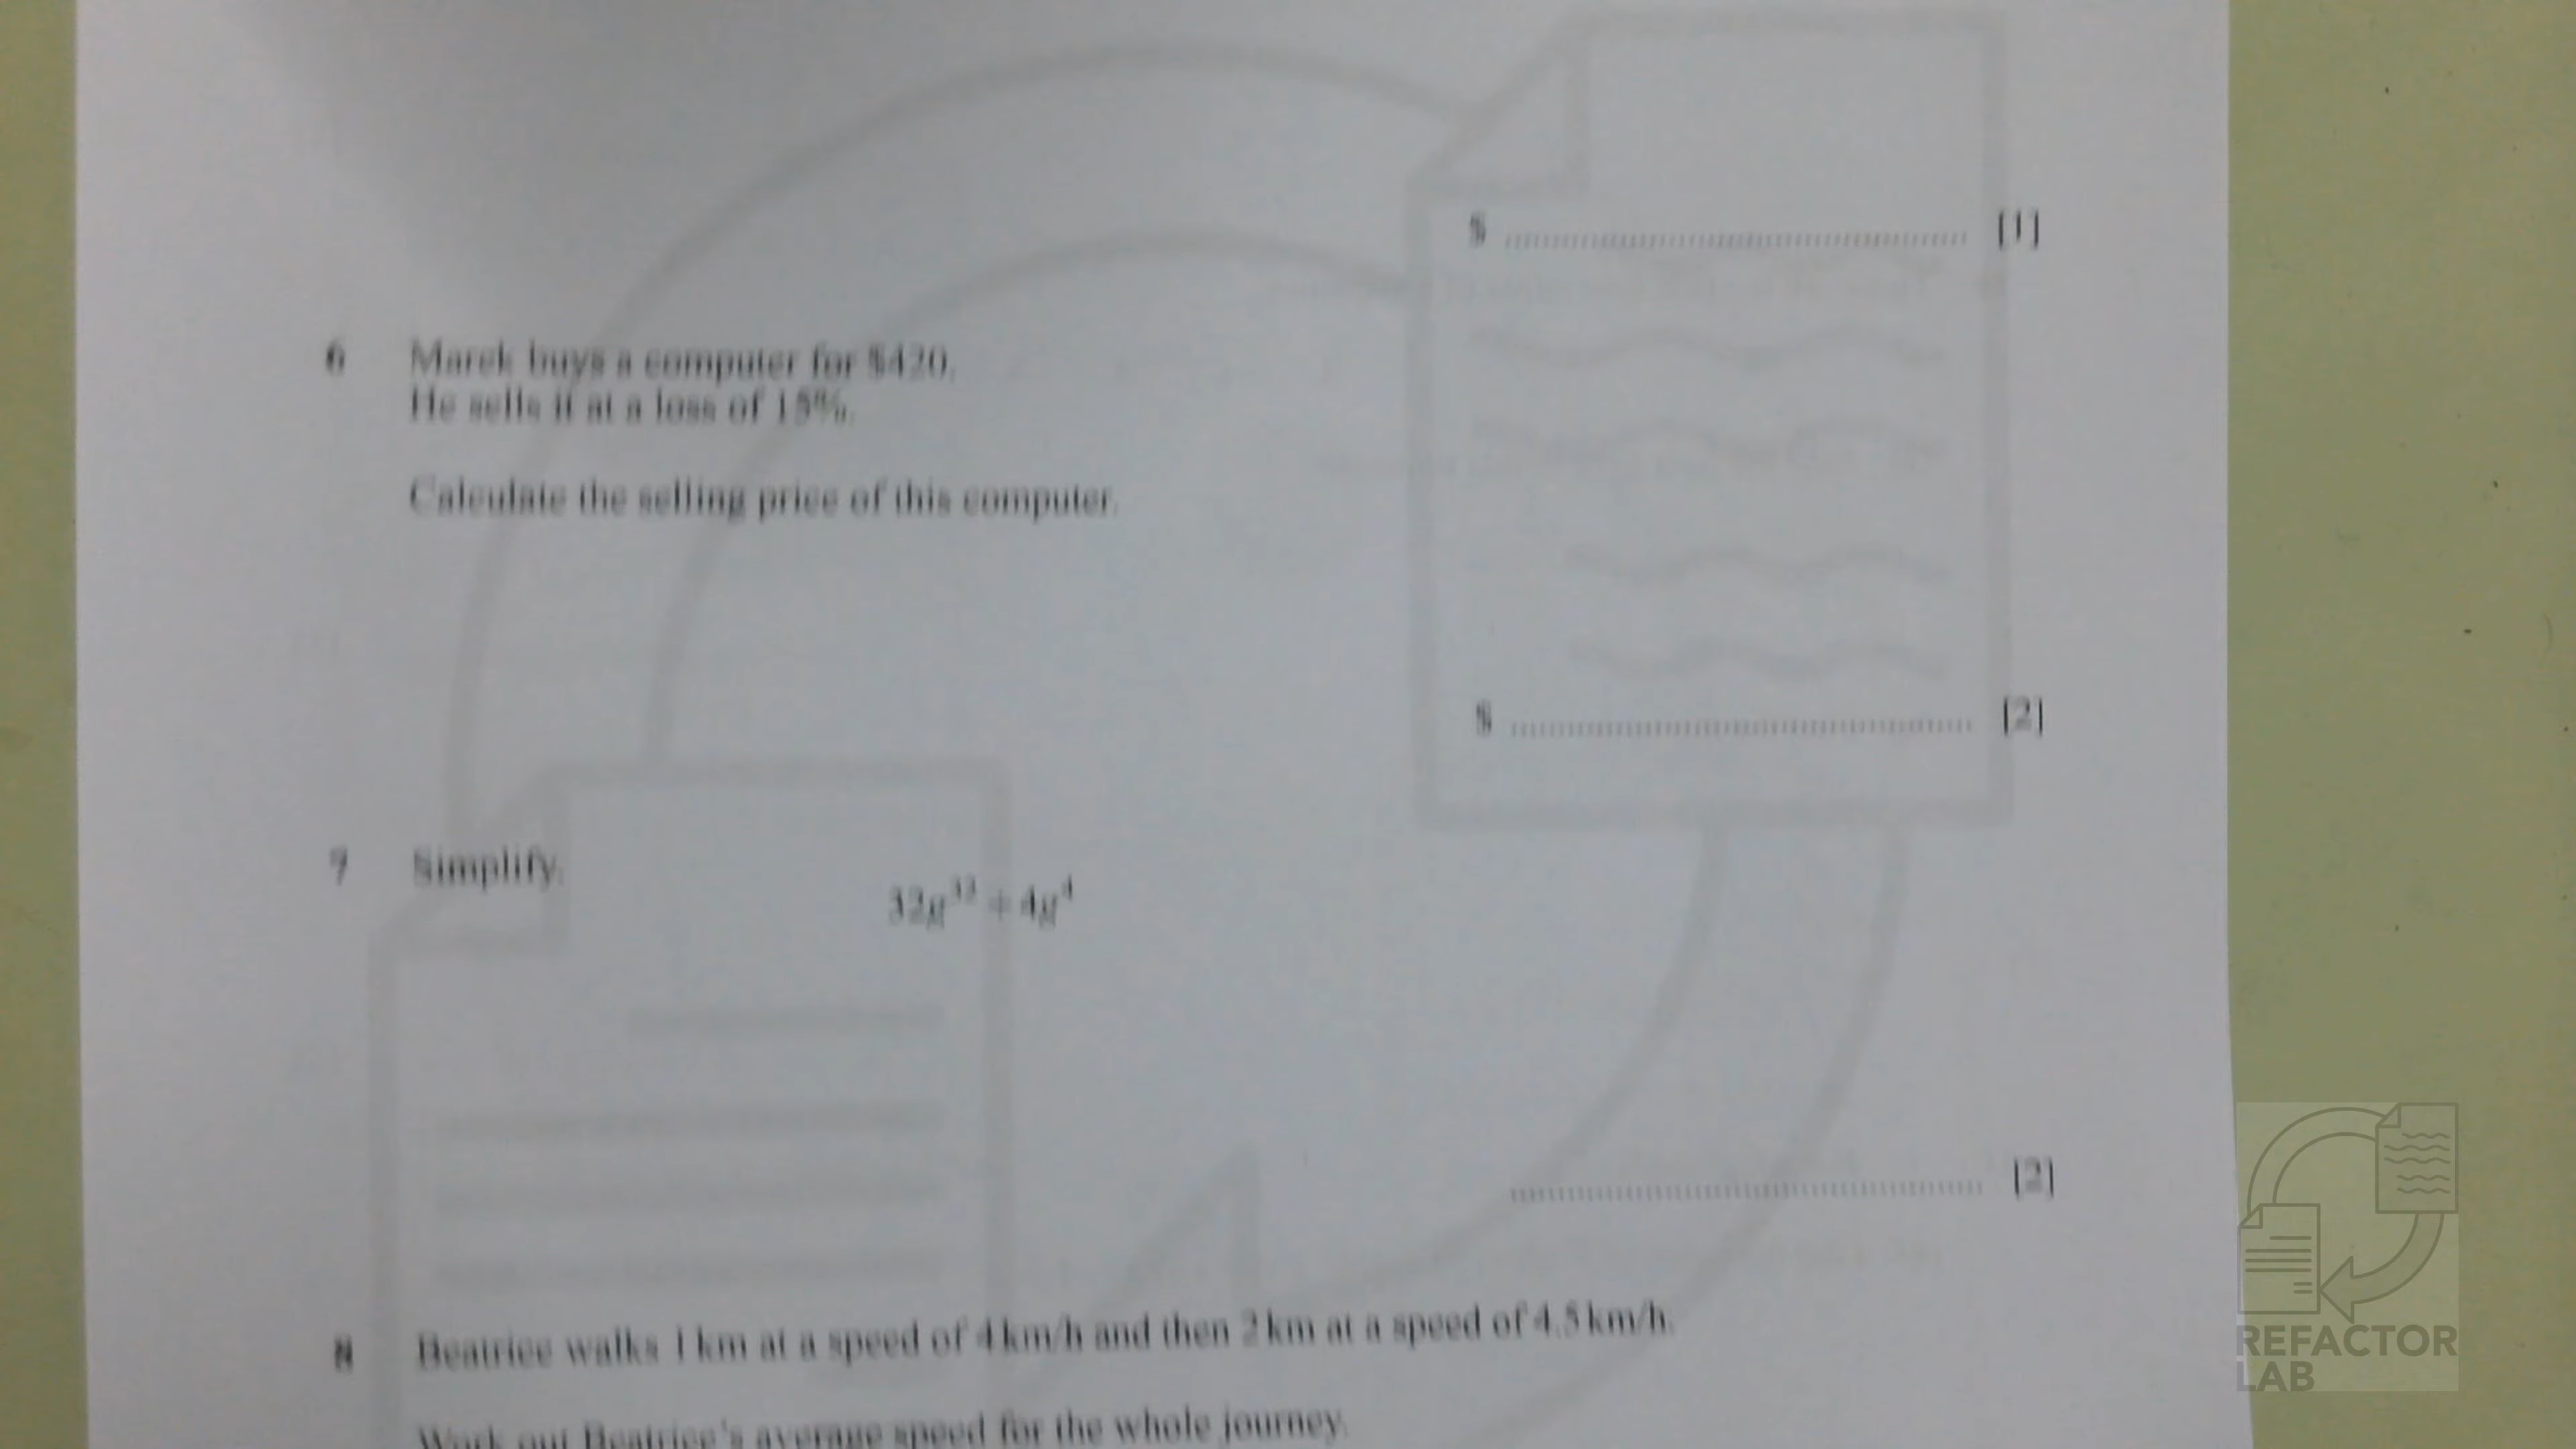 $ ........................................ [1]
6 Marek buys a computer for $420.
He sells it at a loss of 15%.
Calculate the selling price of this computer.
$ ........................................ [2]
7 Simplify.
32g³² ÷ 4g⁴
........................................ [2]
8 Beatrice walks 1 km at a speed of 4 km/h and then 2 km at a speed of 4.5 km/h.
Work out Beatrice's average speed for the whole journey.
REFACTOR
LAB